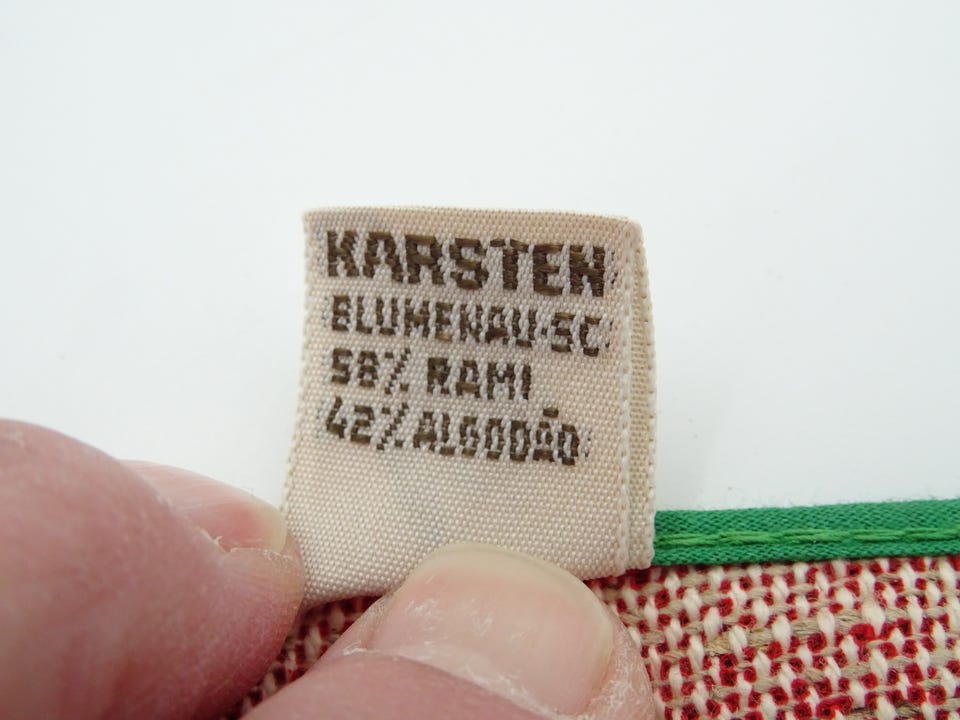 KARSTEN
BLUMENAU-SC
58% RAMI
42% ALGODÃO